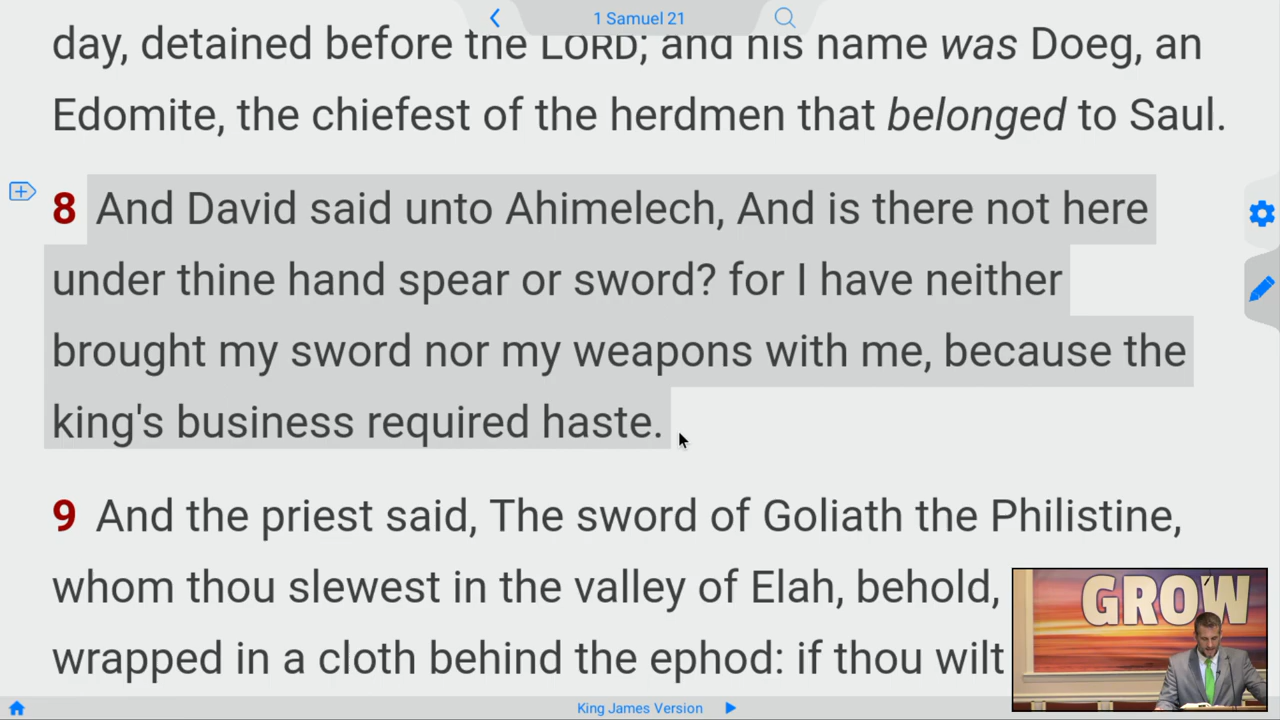 1 Samuel 21
day, detained before the LORD; and his name was Doeg, an
Edomite, the chiefest of the herdmen that belonged to Saul.
8 And David said unto Ahimelech, And is there not here
under thine hand spear or sword? for I have neither
brought my sword nor my weapons with me, because the
king's business required haste.
9 And the priest said, The sword of Goliath the Philistine,
whom thou slewest in the valley of Elah, behold,
wrapped in a cloth behind the ephod: if thou wilt
GROW
King James Version